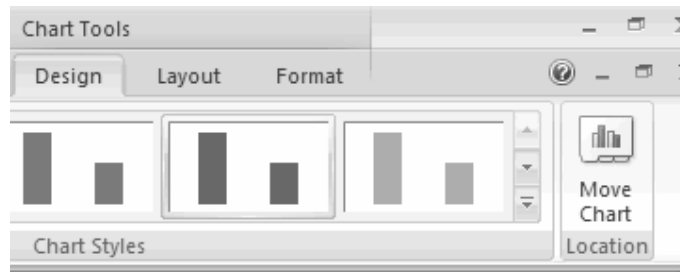 Chart Tools
Design Layout Format
Move
Chart
Chart Styles
Location